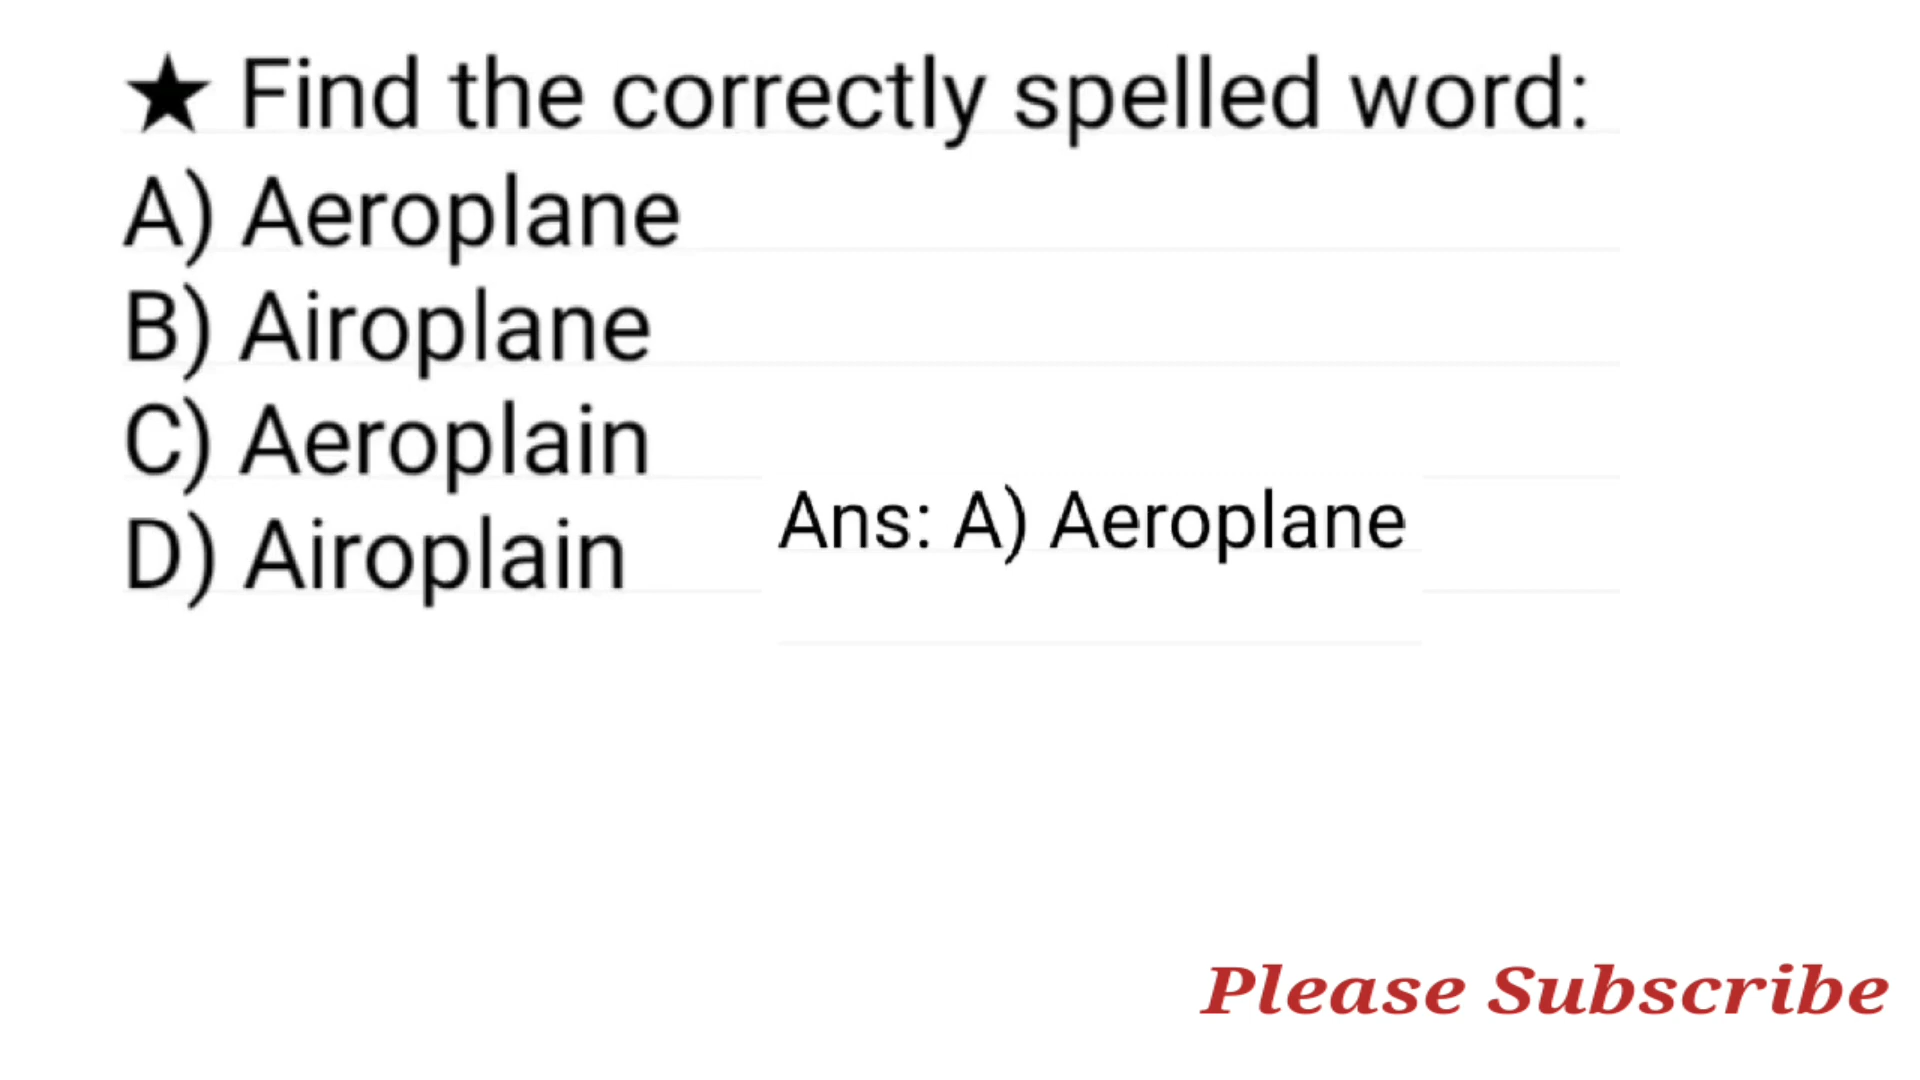 ★ Find the correctly spelled word:
A) Aeroplane
B) Airoplane
C) Aeroplain
D) Airoplain
Ans: A) Aeroplane
Please Subscribe